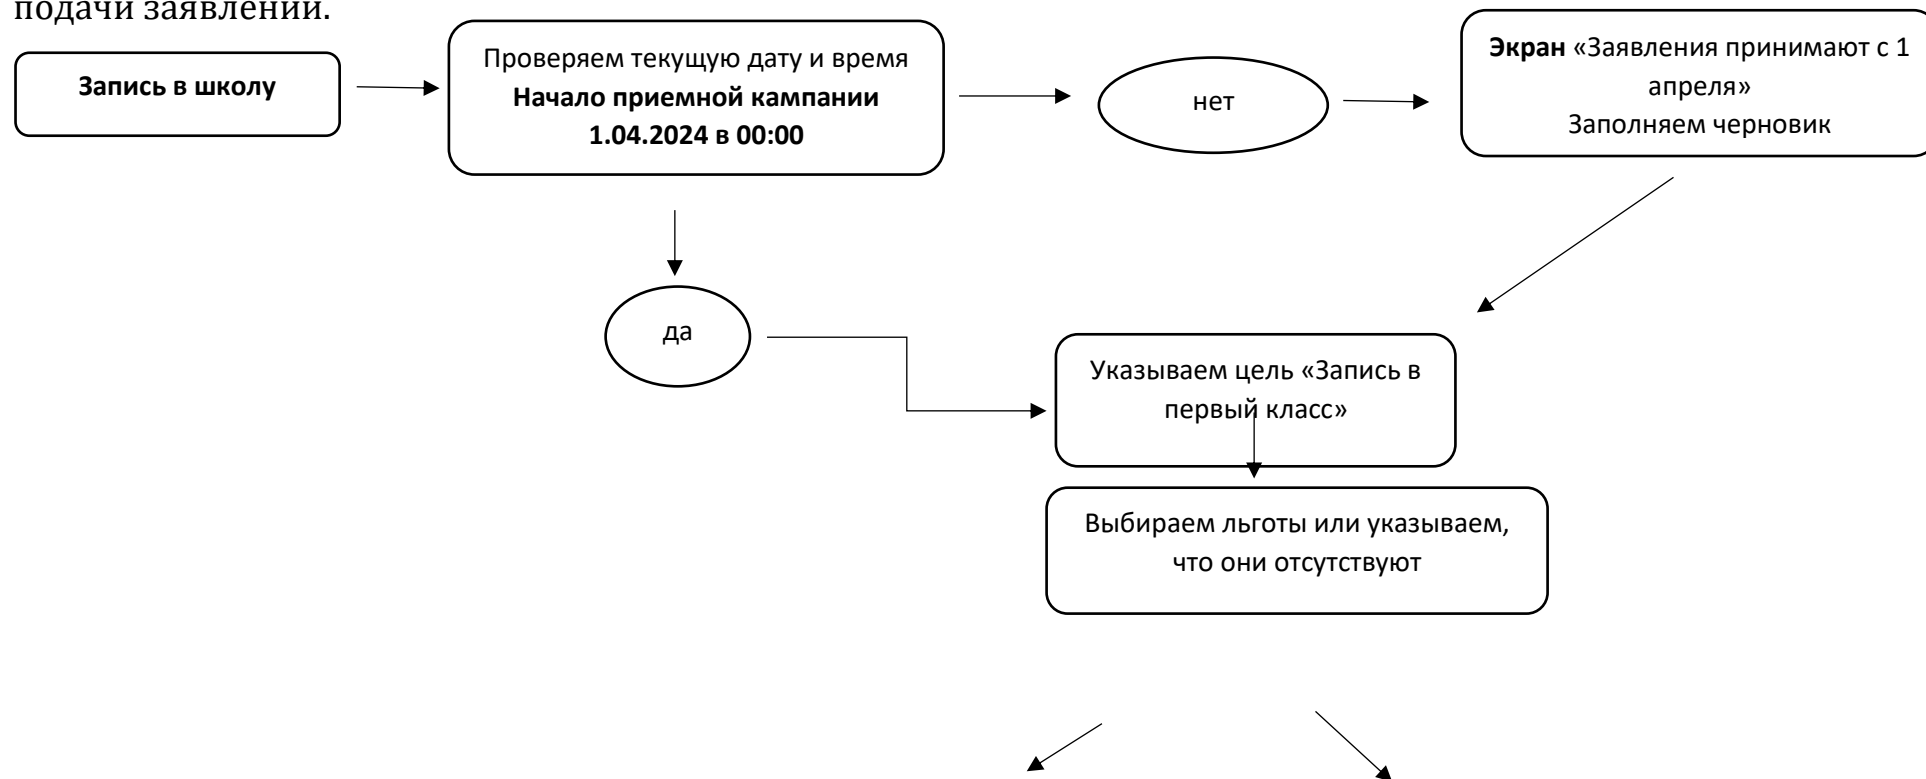 подачи заявлений.
Запись в школу
Проверяем текущую дату и время
Начало приемной кампании
1.04.2024 в 00:00
нет
Экран «Заявления принимают с 1
апреля»
Заполняем черновик
да
Указываем цель «Запись в
первый класс»
Выбираем льготы или указываем,
что они отсутствуют